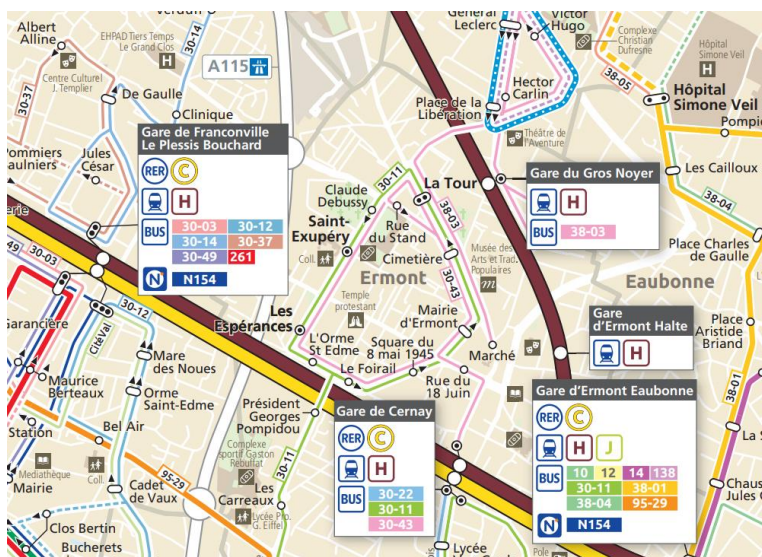 Albert
Alline
EHPAD Tiers Temps
Le Grand Clos
H
30-14
A115
Général
Leclerc
Victor
Hugo
Complexe
Christian
Dufresne
Hôpital
Simone Veil
H
38-05
Hôpital
Simone Veil
Centre Culturel
J. Templier
De Gaulle
30-37
Clinique
Hector
Carlin
Place de la
Libération
Théâtre de
l'Aventure
Pommiers
Jules
César
Gare de Franconville
Le Plessis Bouchard
RER C
H
BUS
30-03 30-12
30-14 30-37
30-49 261
N N154
Les Cailloux
38-04
Gare du Gros Noyer
H
BUS 38-03
La Tour
30-11
Claude
Debussy
38-03
Saint-
Exupéry
Coll.
Rue
du Stand
Cimetière
Ermont
Musée des
Arts et Trad.
Populaires
m
30-43
Place Charles
de Gaulle
Eaubonne
30-03
30-12
CitéVal
Garancière
Temple
protestant
Les
Espérances
Mairie
d'Ermont
L'Orme
St Edme
Square du
8 mai 1945
Le Foirail
Marché
Rue du
18 Juin
Gare
d'Ermont Halte
H
Place
Aristide
Briand
38-01
Mare
des Noues
Maurice
Berteaux
Orme
Saint-Edme
Président
Georges
Pompidou
Station
Bel Air
Médiathèque
Mairie
Coll.
95-29
Cadet
de Vaux
Complexe
sportif Gaston
Rébuffat
30-11
Les
Carreaux
Lycée Pro.
G. Eiffel
Clos Bertin
Bucherets
Gare de Cernay
RER C
H
BUS
30-22
30-11
30-43
Gare d'Ermont Eaubonne
RER C
H J
BUS
10 12 14 138
30-11 38-01
38-04 95-29
N N154
Lycée
Pole